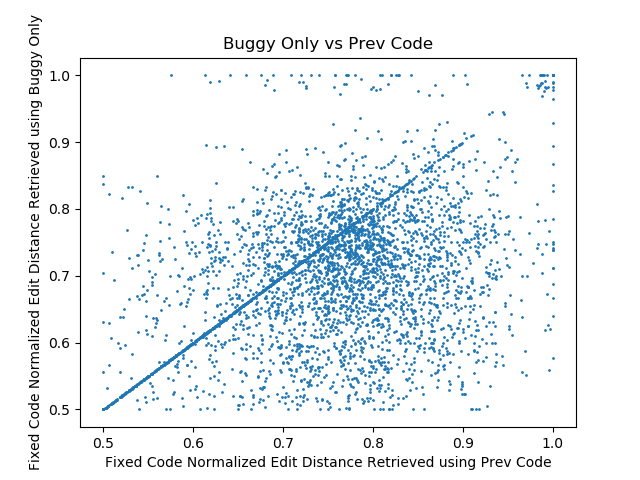 Buggy Only vs Prev Code
Fixed Code Normalized Edit Distance Retrieved using Buggy Only
1.0
0.9
0.8
0.7
0.6
0.5
0.5 0.6 0.7 0.8 0.9 1.0
Fixed Code Normalized Edit Distance Retrieved using Prev Code